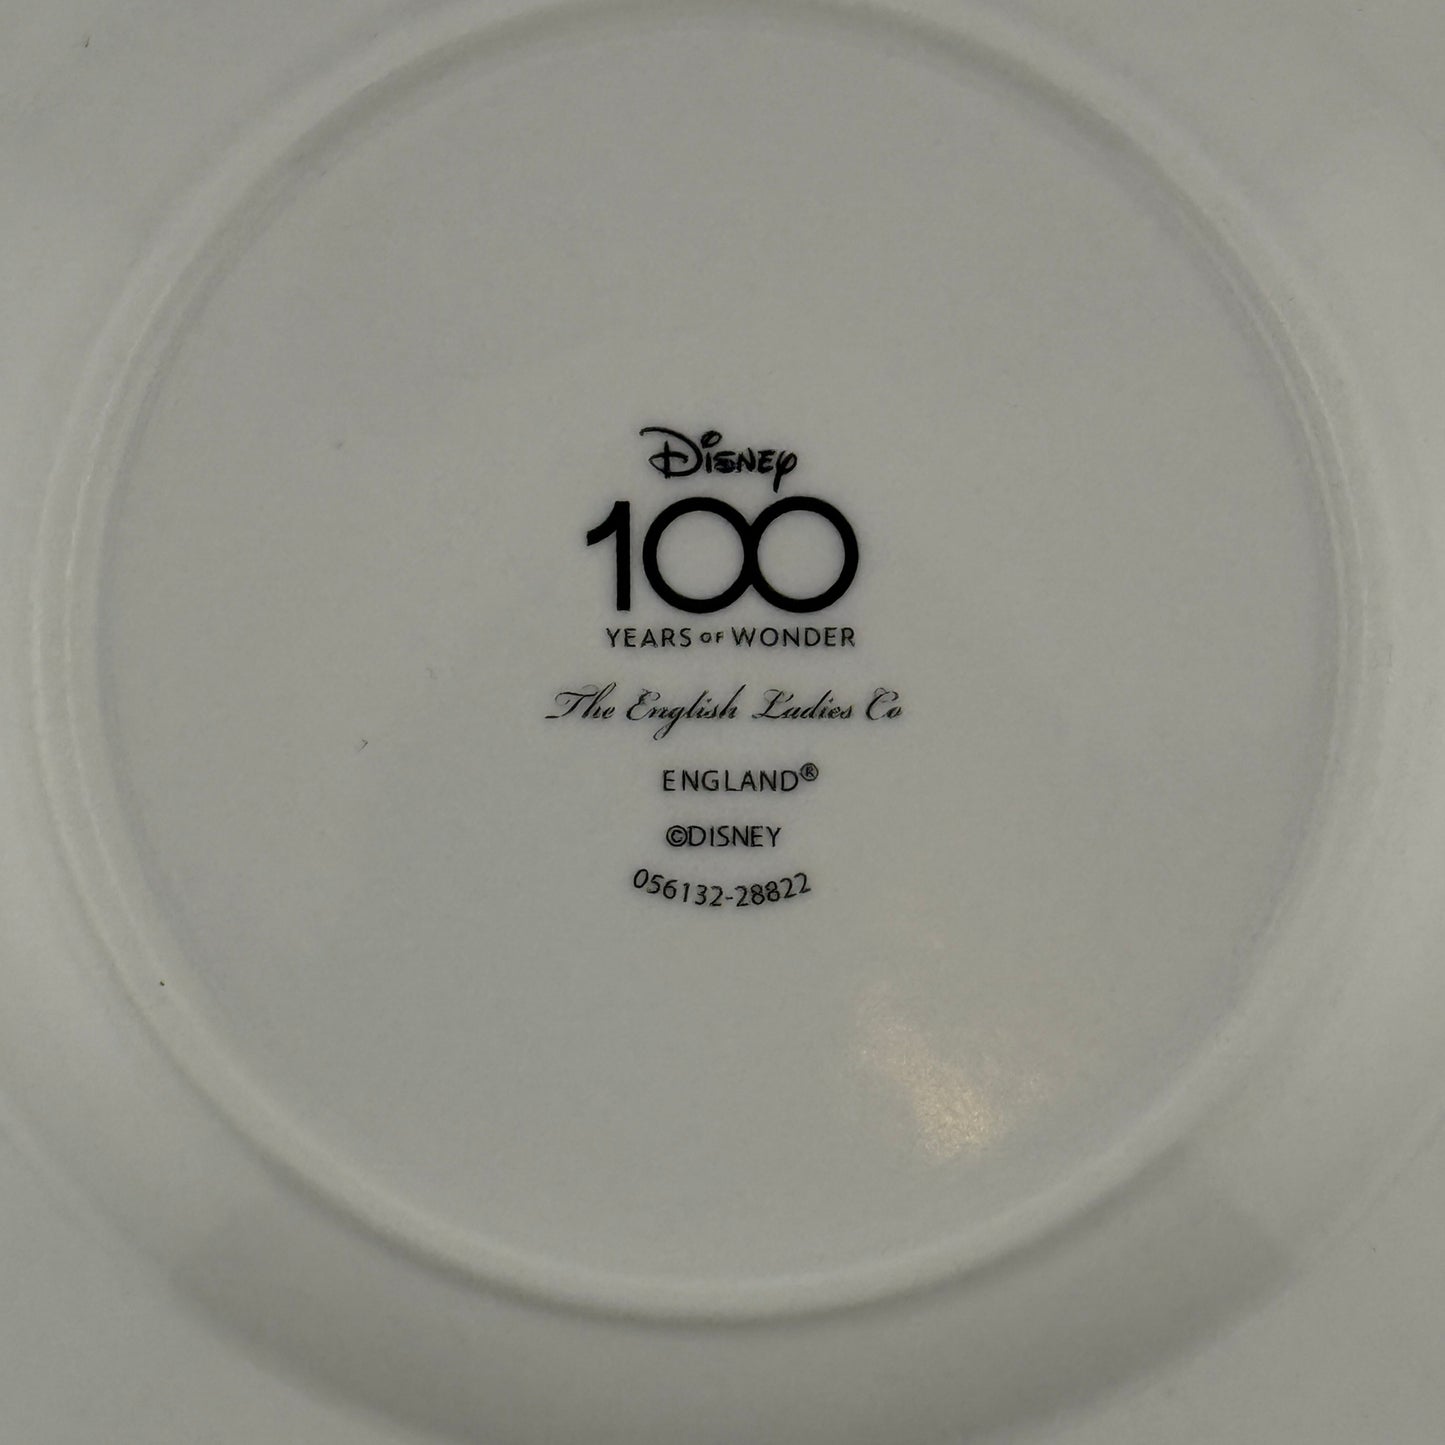 Disney
100
YEARS OF WONDER
The English Ladies Co
ENGLAND®
©DISNEY
056132-28822